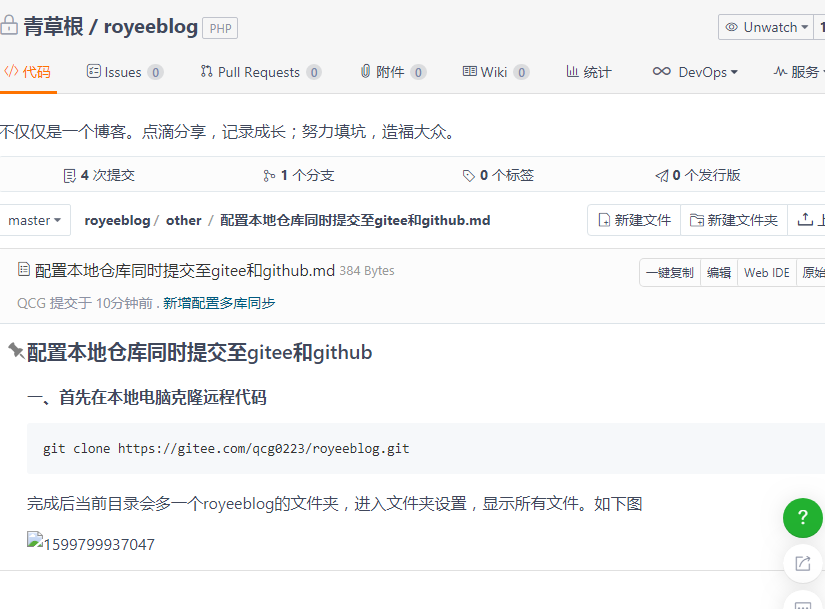 青草根 / royeeblog PHP Unwatch 1
代码 Issues 0 Pull Requests 0 附件 0 Wiki 0 统计 DevOps 服务
不仅仅是一个博客。点滴分享，记录成长；努力填坑，造福大众。
4 次提交 1 个分支 0 个标签 0 个发行版
master royeeblog / other / 配置本地仓库同时提交至gitee和github.md 新建文件 新建文件夹 上
配置本地仓库同时提交至gitee和github.md 384 Bytes 一键复制 编辑 Web IDE 原始
QCG 提交于 10分钟前 . 新增配置多库同步
配置本地仓库同时提交至gitee和github
一、首先在本地电脑克隆远程代码
git clone https://gitee.com/qcg0223/royeeblog.git
完成后当前目录会多一个royeeblog的文件夹，进入文件夹设置，显示所有文件。如下图
?
1599799937047